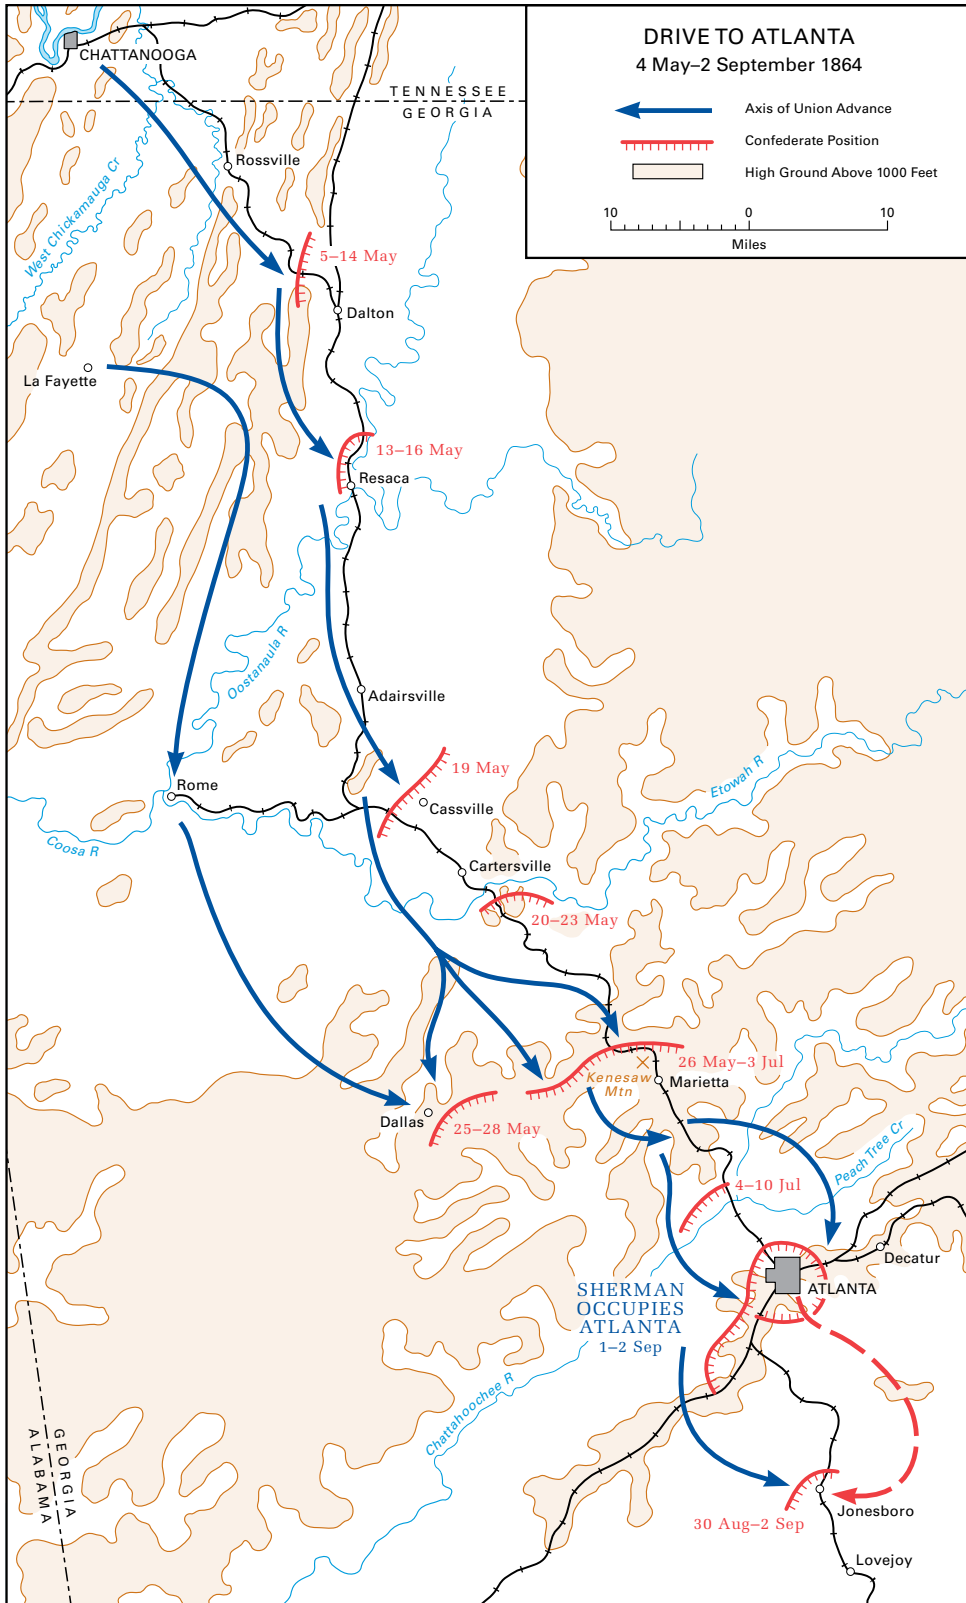 DRIVE TO ATLANTA
4 May–2 September 1864
Axis of Union Advance
Confederate Position
High Ground Above 1000 Feet
10
0
10
Miles
CHATTANOOGA
TENNESSEE
GEORGIA
Rossville
West Chickamauga Cr
5–14 May
Dalton
La Fayette
13–16 May
Resaca
Oostanaula R
Adairsville
19 May
Etowah R
Rome
Cassville
Coosa R
Cartersville
20–23 May
26 May–3 Jul
Kenesaw
Mtn
Marietta
Dallas
25–28 May
Peach Tree Cr
4–10 Jul
Decatur
ATLANTA
SHERMAN
OCCUPIES
ATLANTA
1–2 Sep
Chattahoochee R
GEORGIA
ALABAMA
Jonesboro
30 Aug–2 Sep
Lovejoy